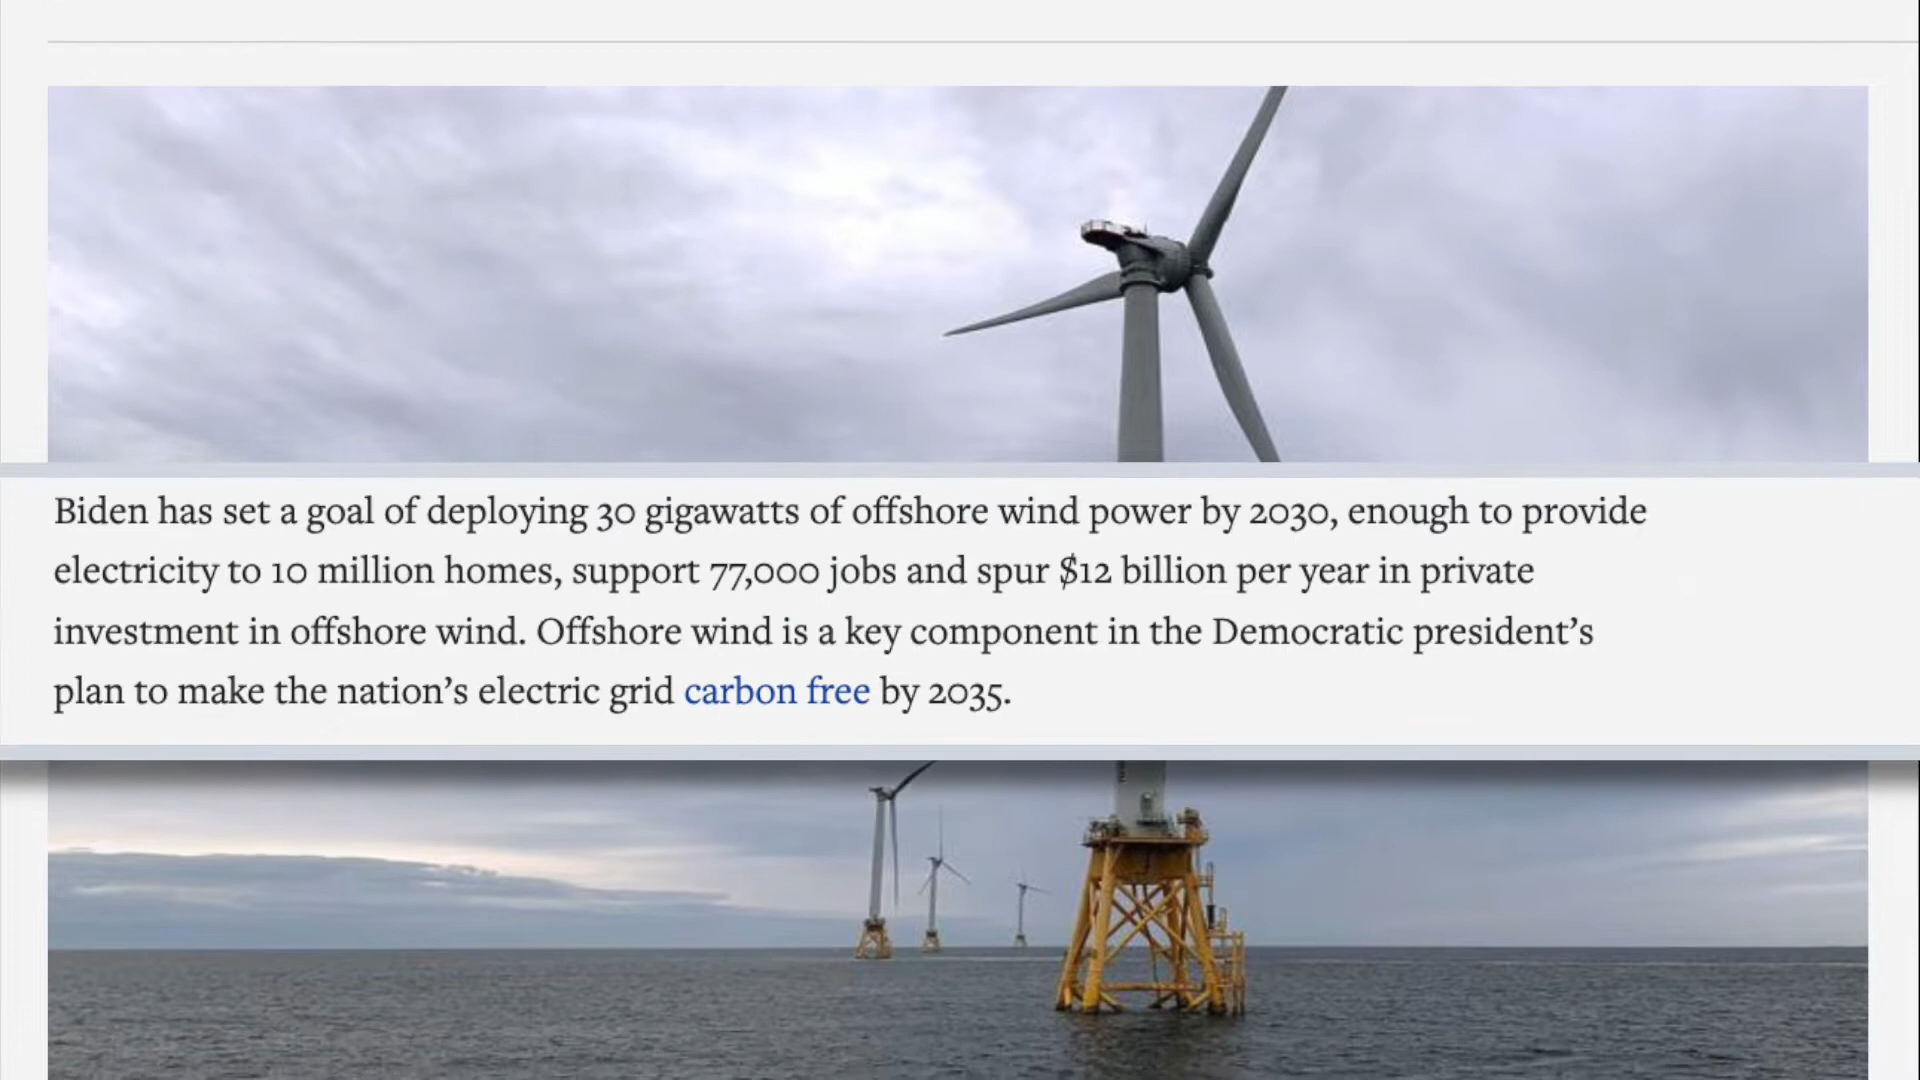 Biden has set a goal of deploying 30 gigawatts of offshore wind power by 2030, enough to provide
electricity to 10 million homes, support 77,000 jobs and spur $12 billion per year in private
investment in offshore wind. Offshore wind is a key component in the Democratic president’s
plan to make the nation’s electric grid carbon free by 2035.